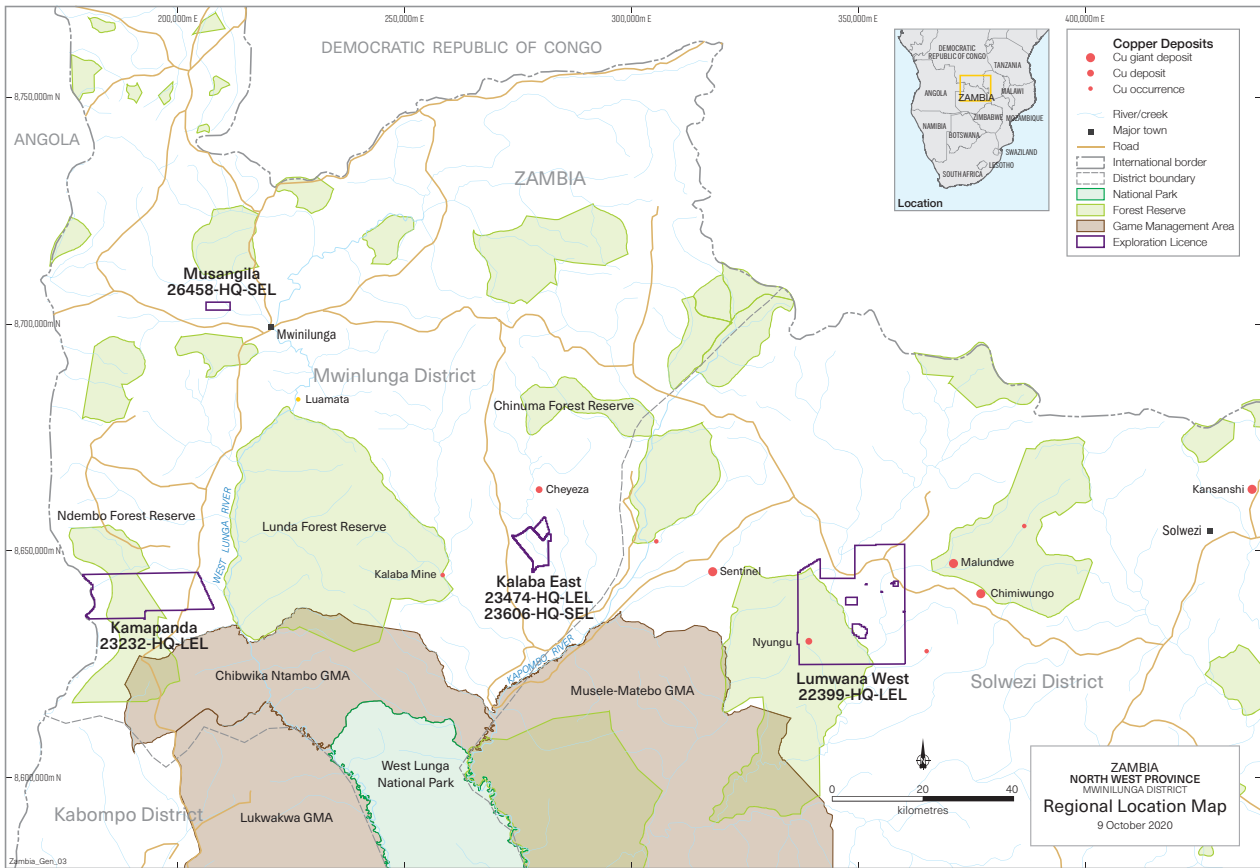 200,000m E
250,000m E
300,000m E
350,000m E
400,000m E
DEMOCRATIC REPUBLIC OF CONGO
8,750,000m N
ANGOLA
ZAMBIA
DEMOCRATIC
REPUBLIC OF CONGO
TANZANIA
ANGOLA
MALAWI
ZAMBIA
ZIMBABWE
MOZAMBIQUE
NAMIBIA
BOTSWANA
SWAZILAND
LESOTHO
SOUTH AFRICA
Location
Copper Deposits
Cu giant deposit
Cu deposit
Cu occurrence
River/creek
Major town
Road
International border
District boundary
National Park
Forest Reserve
Game Management Area
Exploration Licence
Musangila
26458-HQ-SEL
8,700,000m N
Mwinilunga
Mwinlunga District
Luamata
Chinuma Forest Reserve
Cheyeza
Kansanshi
Ndembo Forest Reserve
WEST LUNGA RIVER
Lunda Forest Reserve
Solwezi
8,650,000m N
Kalaba Mine
Kalaba East
23474-HQ-LEL
23606-HQ-SEL
Sentinel
Malundwe
Chimiwungo
Kamapanda
23232-HQ-LEL
Nyungu
KAPOMBO RIVER
Chibwika Ntambo GMA
Musele-Matebo GMA
Lumwana West
22399-HQ-LEL
Solwezi District
West Lunga
National Park
8,600,000m N
Kabompo District
Lukwakwa GMA
0
20
40
kilometres
ZAMBIA
NORTH WEST PROVINCE
MWINILUNGA DISTRICT
Regional Location Map
9 October 2020
Zambia_Gen_03